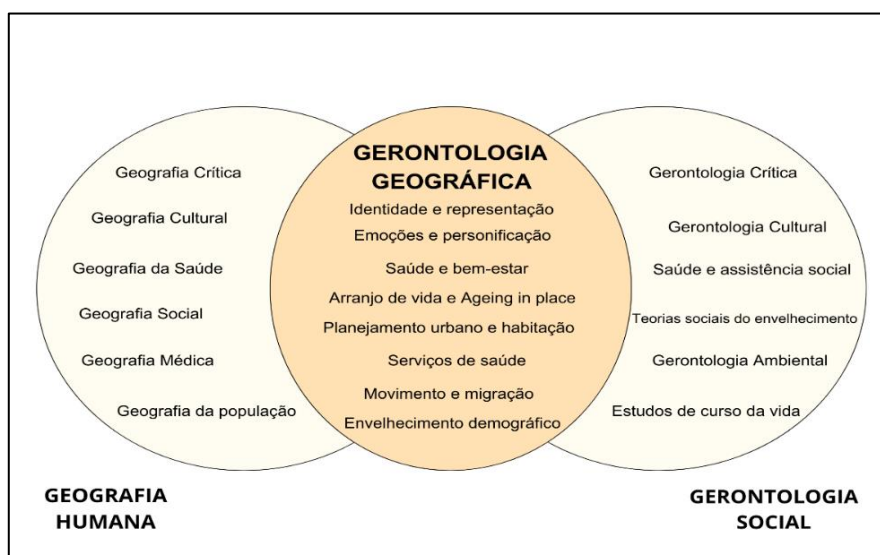 Geografia Crítica
Geografia Cultural
Geografia da Saúde
Geografia Social
Geografia Médica
Geografia da população
GEOGRAFIA
HUMANA
GERONTOLOGIA
GEOGRÁFICA
Identidade e representação
Emoções e personificação
Saúde e bem-estar
Arranjo de vida e Ageing in place
Planejamento urbano e habitação
Serviços de saúde
Movimento e migração
Envelhecimento demográfico
Gerontologia Crítica
Gerontologia Cultural
Saúde e assistência social
Teorias sociais do envelhecimento
Gerontologia Ambiental
Estudos de curso da vida
GERONTOLOGIA
SOCIAL